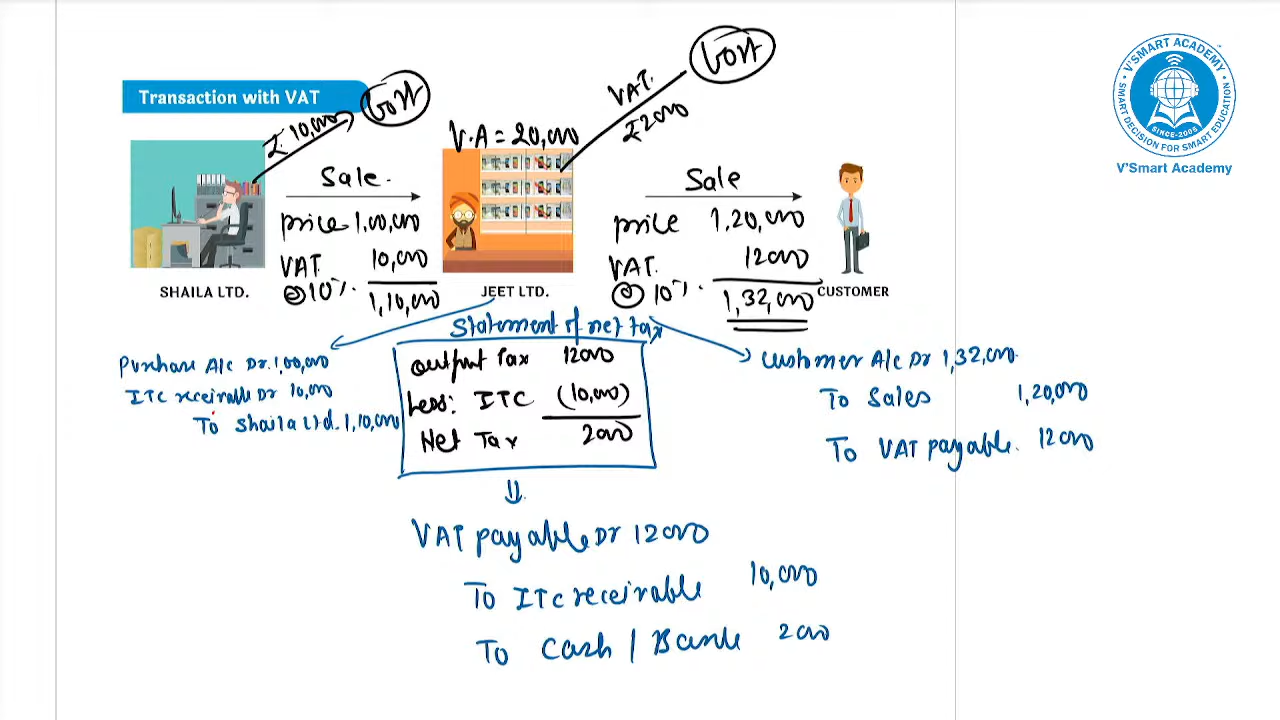 Transaction with VAT
₹ 10,000
Govt
V.A = 20,000
VAT.
₹2000
Govt
Sale.
price 1,00,000
VAT. 10,000
@ 10%.
1,10,000
Sale
price 1,20,000
VAT. 12000
@ 10%.
1,32,000
SHAILA LTD.
JEET LTD.
CUSTOMER
Purchase A/c Dr. 1,00,000
ITC receivable Dr 10,000
To Shaila Ltd. 1,10,000
Statement of net tax
Output Tax 12000
Less: ITC (10,000)
Net Tax 2000
Customer A/c Dr 1,32,000.
To Sales 1,20,000
To VAT payable. 12000
VAT payable Dr 12000
To ITC receivable 10,000
To Cash / Bank 2000
V'SMART ACADEMY
SINCE-2005
SMART DECISION FOR SMART EDUCATION
V'Smart Academy